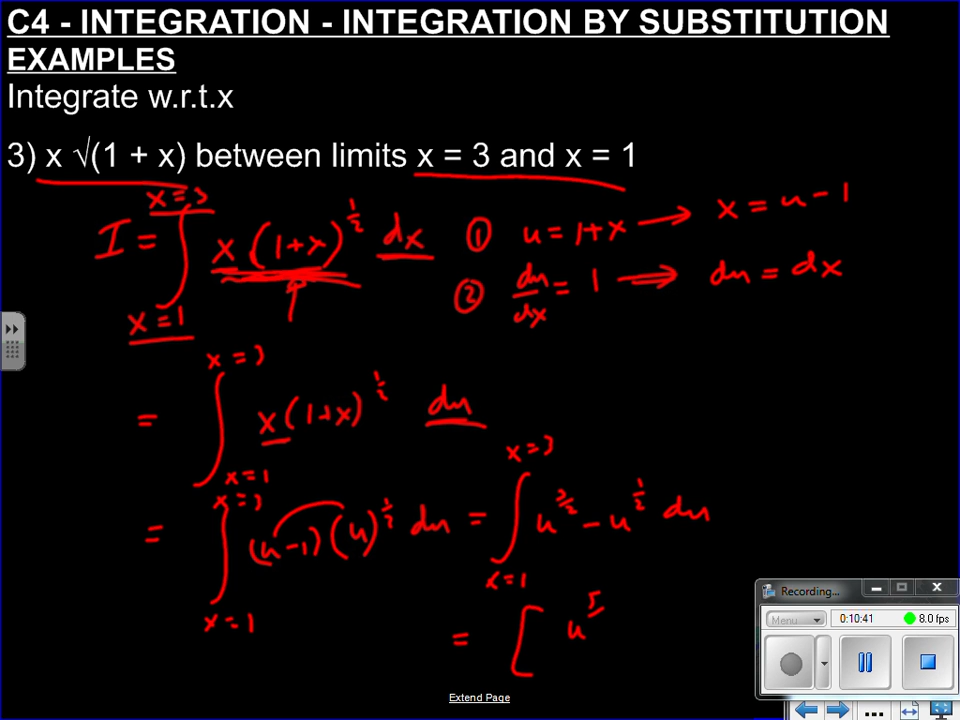 C4 - INTEGRATION - INTEGRATION BY SUBSTITUTION
EXAMPLES
Integrate w.r.t.x
3) x √(1 + x) between limits x = 3 and x = 1
x = 3
I = ∫ x (1+x)^½ dx ① u = 1+x → x = u - 1
x = 1
② du/dx = 1 ⟹ du = dx
x = 3
= ∫ x (1+x)^½ du
x = 1
x = 3
= ∫ (u-1)(u)^½ du = ∫ u^3/2 - u^½ du
x = 1
x = 3
x = 1
= [ u^5
Recording...
Menu 0:10:41 8.0 fps
Extend Page